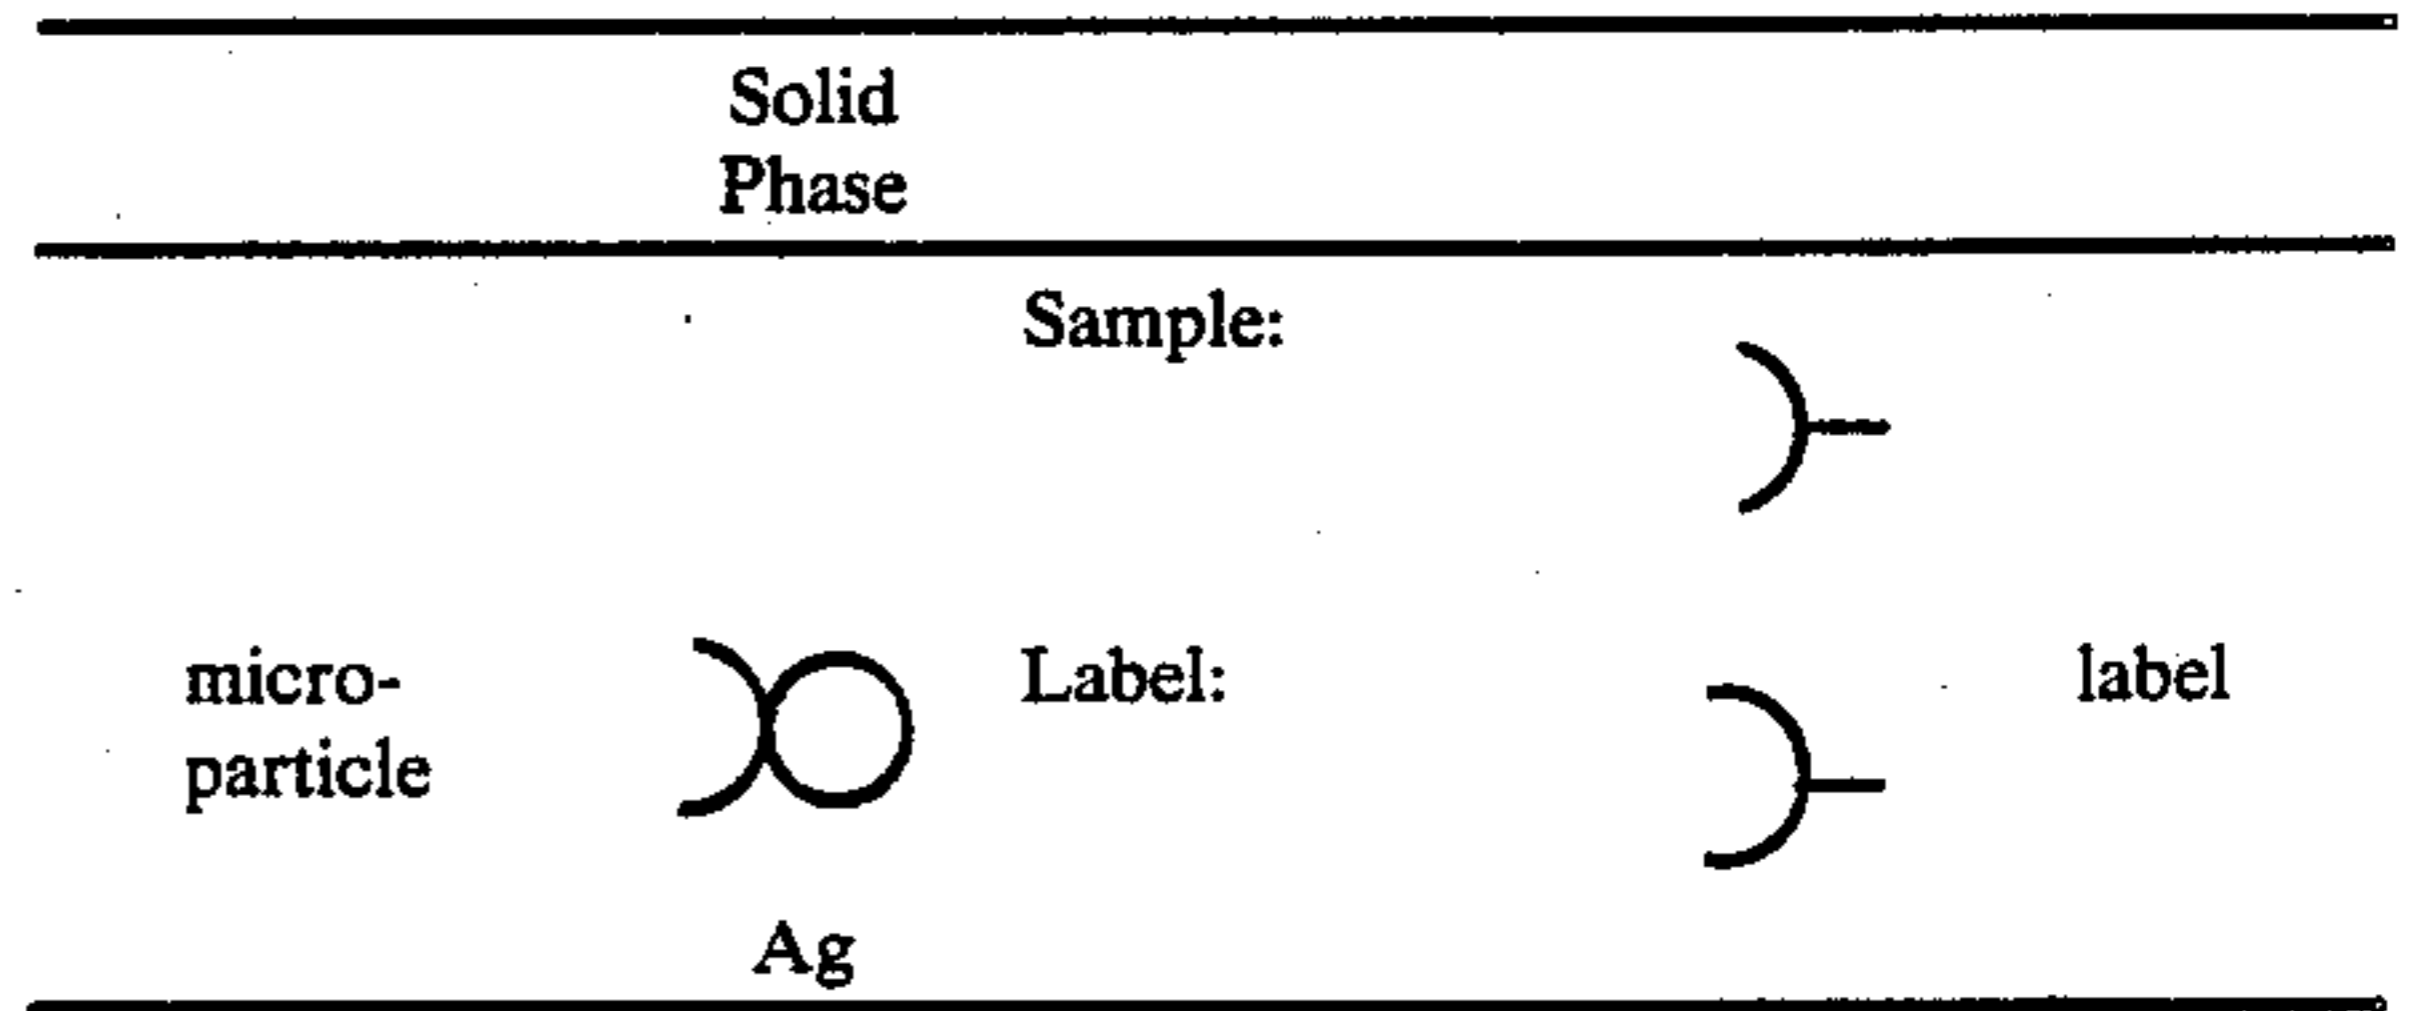 Solid
Phase
Sample:
micro-
particle
Label:
label
Ag